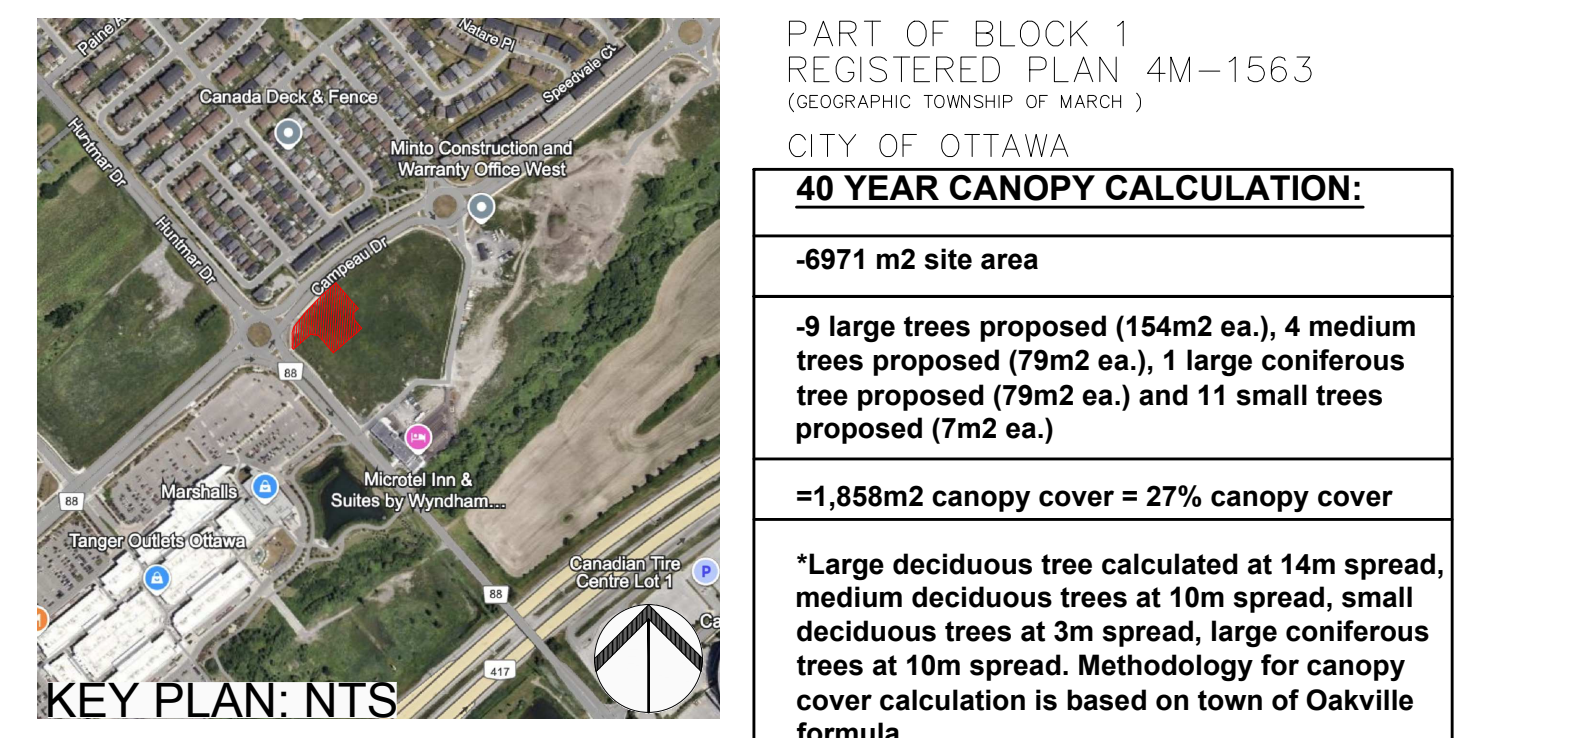 Paine A
Natare Pl
Speedvale Ct
Canada Deck & Fence
Huntmar Dr
Minto Construction and
Warranty Office West
Huntmar Dr
Campeau Dr
88
Microtel Inn &
Suites by Wyndham...
Marshalls
88
Tanger Outlets Ottawa
Canadian Tire
Centre Lot 1
P
88
Ca
417
KEY PLAN: NTS
PART OF BLOCK 1
REGISTERED PLAN 4M-1563
(GEOGRAPHIC TOWNSHIP OF MARCH )
CITY OF OTTAWA
40 YEAR CANOPY CALCULATION:
-6971 m2 site area
-9 large trees proposed (154m2 ea.), 4 medium
trees proposed (79m2 ea.), 1 large coniferous
tree proposed (79m2 ea.) and 11 small trees
proposed (7m2 ea.)
=1,858m2 canopy cover = 27% canopy cover
*Large deciduous tree calculated at 14m spread,
medium deciduous trees at 10m spread, small
deciduous trees at 3m spread, large coniferous
trees at 10m spread. Methodology for canopy
cover calculation is based on town of Oakville
formula